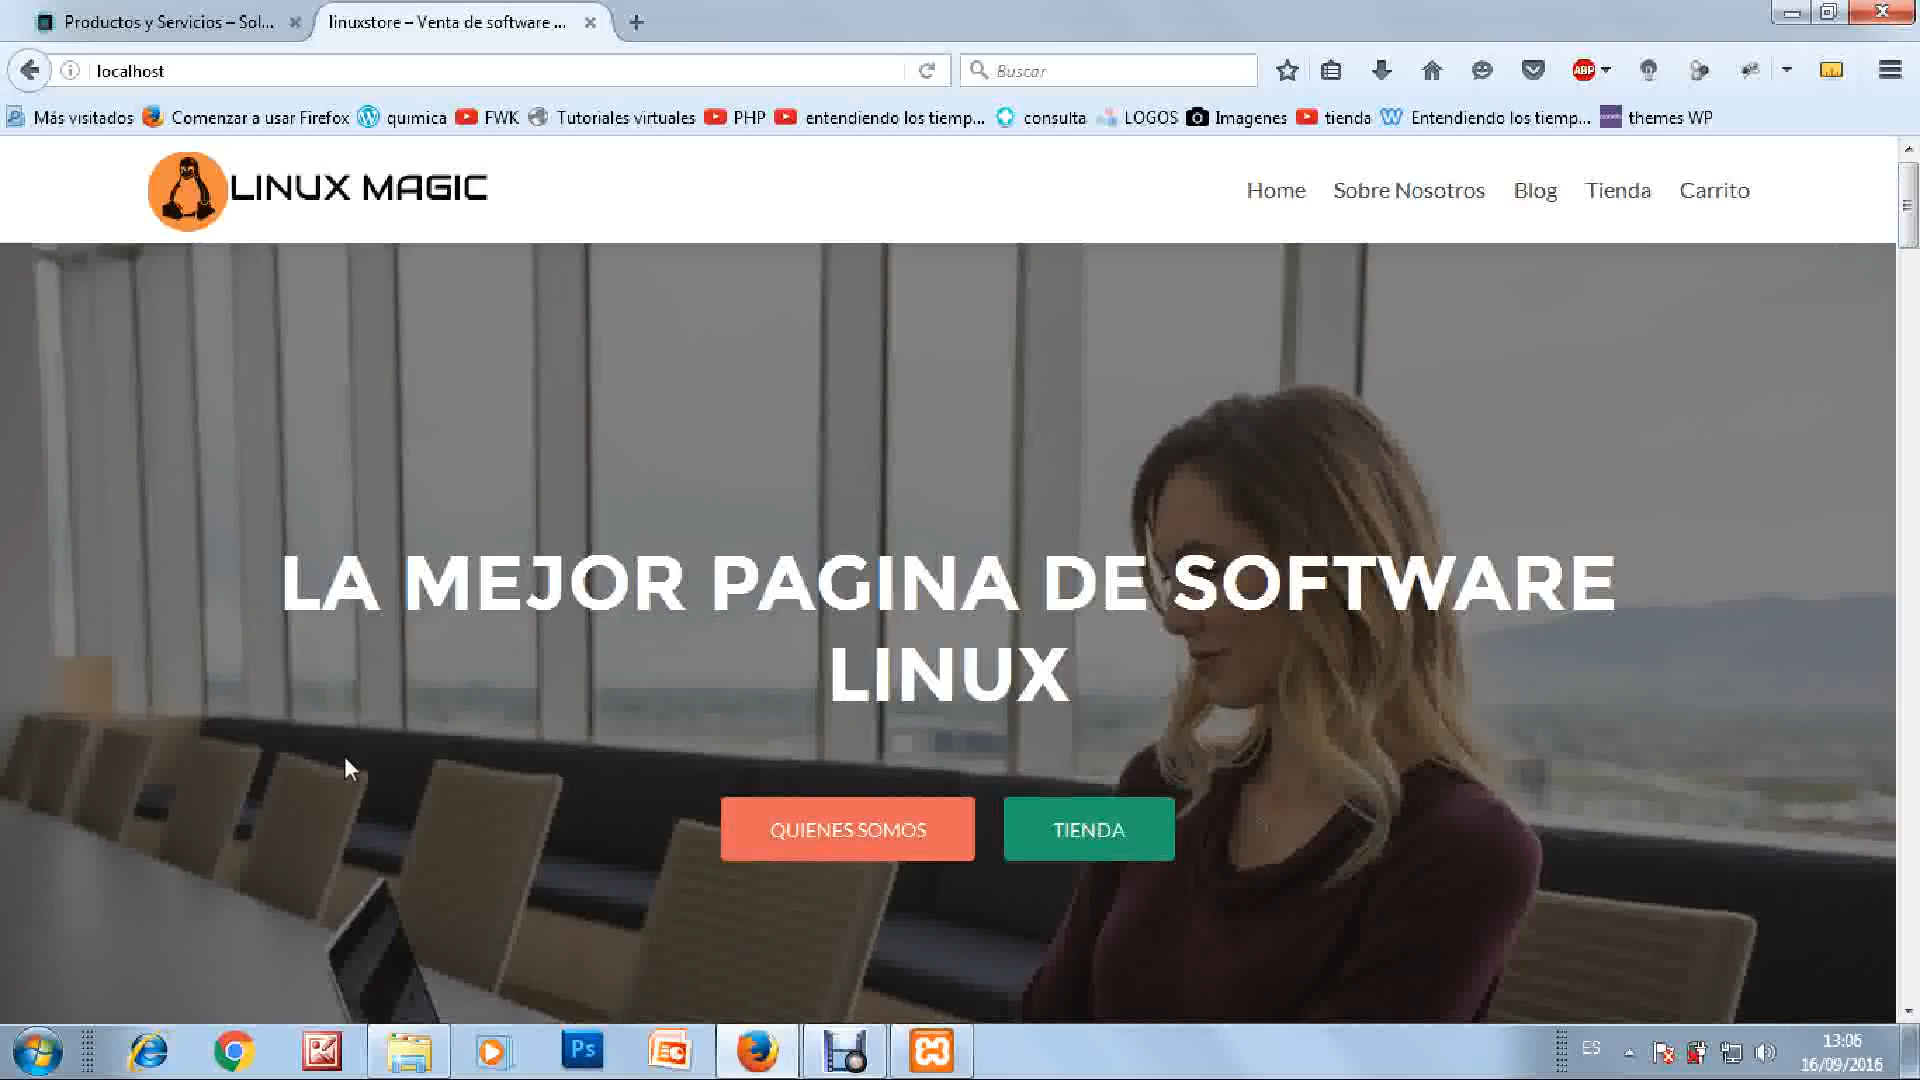 Productos y Servicios – Sol...
linuxstore – Venta de software ...
localhost
Buscar
ABP
Más visitados
Comenzar a usar Firefox
quimica
FWK
Tutoriales virtuales
PHP
entendiendo los tiemp...
consulta
LOGOS
Imagenes
tienda
Entendiendo los tiemp...
themes WP
LINUX MAGIC
Home
Sobre Nosotros
Blog
Tienda
Carrito
LA MEJOR PAGINA DE SOFTWARE
LINUX
QUIENES SOMOS
TIENDA
Ps
ES
13:06
16/09/2016